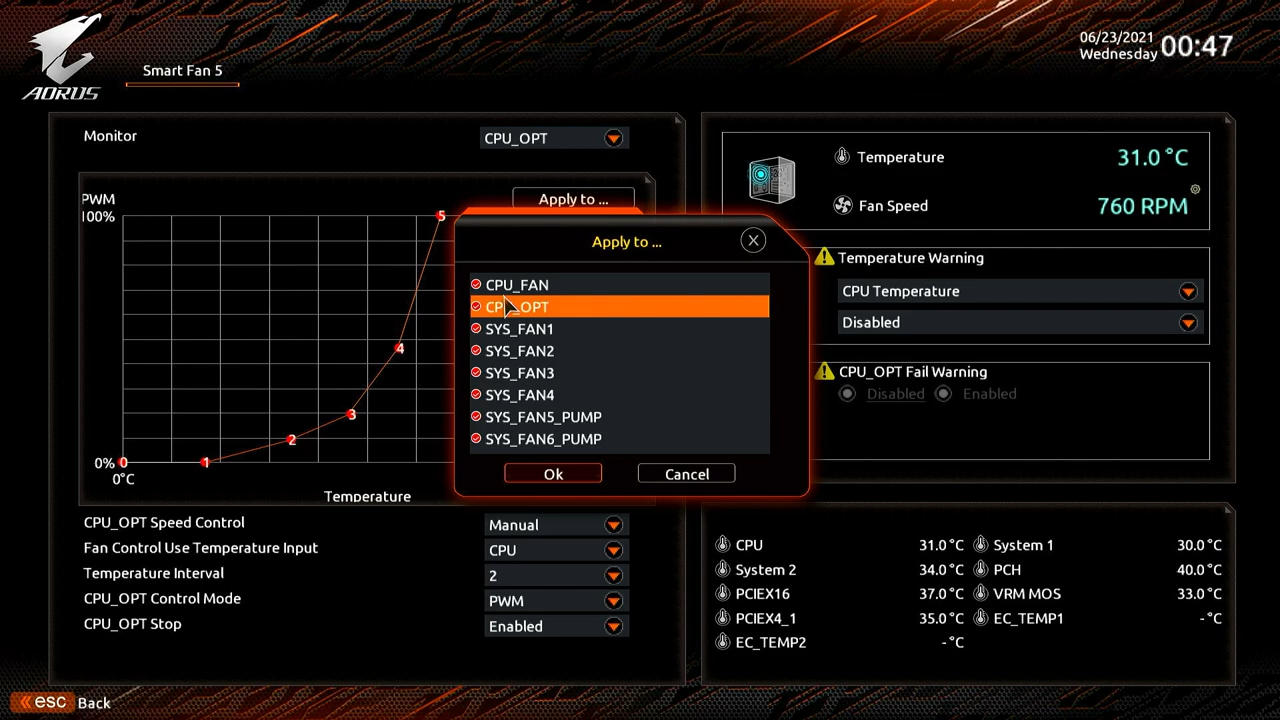 AORUS
Smart Fan 5
06/23/2021
Wednesday
00:47
Monitor
CPU_OPT
PWM
100%
Apply to ...
5
4
3
2
1
0% 0
0°C
Temperature
CPU_OPT Speed Control
Manual
Fan Control Use Temperature Input
CPU
Temperature Interval
2
CPU_OPT Control Mode
PWM
CPU_OPT Stop
Enabled
Apply to ...
X
CPU_FAN
CPU_OPT
SYS_FAN1
SYS_FAN2
SYS_FAN3
SYS_FAN4
SYS_FAN5_PUMP
SYS_FAN6_PUMP
Ok
Cancel
Temperature 31.0 °C
Fan Speed 760 RPM
Temperature Warning
CPU Temperature
Disabled
CPU_OPT Fail Warning
Disabled Enabled
CPU 31.0 °C System 1 30.0 °C
System 2 34.0 °C PCH 40.0 °C
PCIEX16 37.0 °C VRM MOS 33.0 °C
PCIEX4_1 35.0 °C EC_TEMP1 - °C
EC_TEMP2 - °C
esc Back